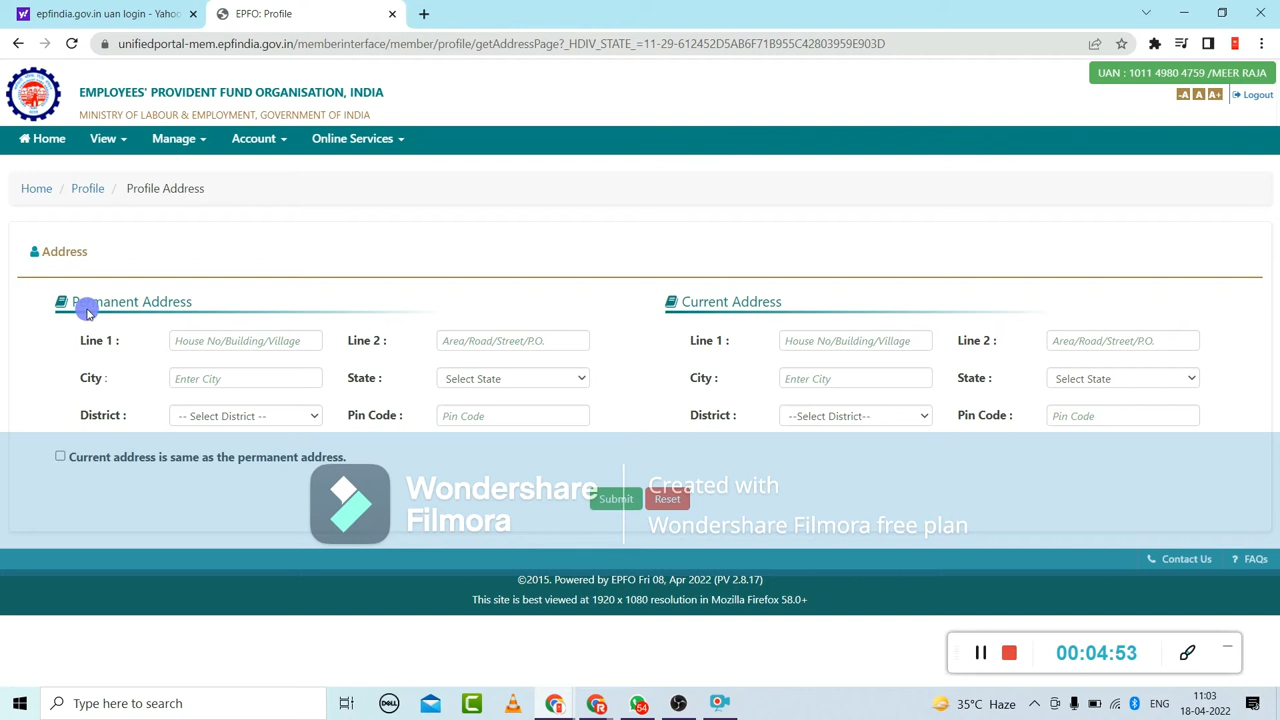 epfindia.gov.in uan login - Yahoo
EPFO: Profile
unifiedportal-mem.epfindia.gov.in/memberinterface/member/profile/getAddressPage?_HDIV_STATE_=11-29-612452D5AB6F71B955C42803959E903D
UAN : 1011 4980 4759 /MEER RAJA
EMPLOYEES' PROVIDENT FUND ORGANISATION, INDIA
-A A A+ Logout
MINISTRY OF LABOUR & EMPLOYMENT, GOVERNMENT OF INDIA
Home View Manage Account Online Services
Home / Profile / Profile Address
Address
Permanent Address Current Address
Line 1 : House No/Building/Village Line 2 : Area/Road/Street/P.O. Line 1 : House No/Building/Village Line 2 : Area/Road/Street/P.O.
City : Enter City State : Select State City : Enter City State : Select State
District : -- Select District -- Pin Code : Pin Code District : --Select District-- Pin Code : Pin Code
Current address is same as the permanent address.
Submit Reset
Wondershare Filmora
Created with
Wondershare Filmora free plan
Contact Us ? FAQs
©2015. Powered by EPFO Fri 08, Apr 2022 (PV 2.8.17)
This site is best viewed at 1920 x 1080 resolution in Mozilla Firefox 58.0+
00:04:53
Type here to search
DELL
54
35°C Haze
ENG
11:03
18-04-2022